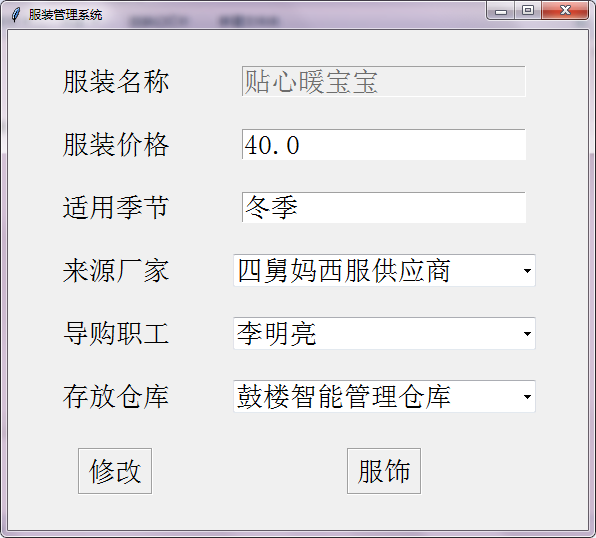 服装管理系统
服装名称 贴心暖宝宝
服装价格 40.0
适用季节 冬季
来源厂家 四舅妈西服供应商
导购职工 李明亮
存放仓库 鼓楼智能管理仓库
修改 服饰